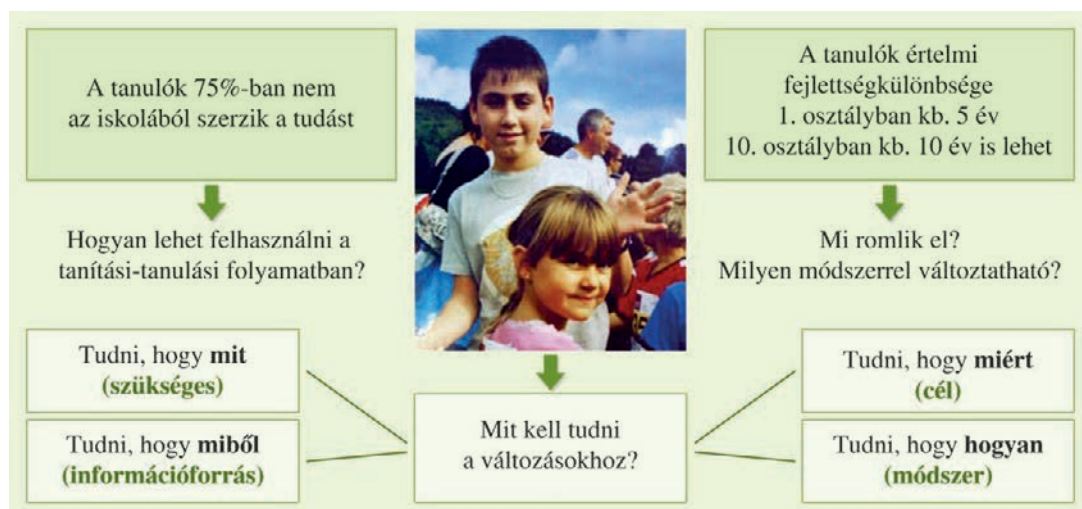 A tanulók 75%-ban nem
az iskolából szerzik a tudást
Hogyan lehet felhasználni a
tanítási-tanulási folyamatban?
A tanulók értelmi
fejlettségkülönbsége
1. osztályban kb. 5 év
10. osztályban kb. 10 év is lehet
Mi romlik el?
Milyen módszerrel változtatható?
Tudni, hogy mit
(szükséges)
Tudni, hogy miből
(információforrás)
Mit kell tudni
a változásokhoz?
Tudni, hogy miért
(cél)
Tudni, hogy hogyan
(módszer)